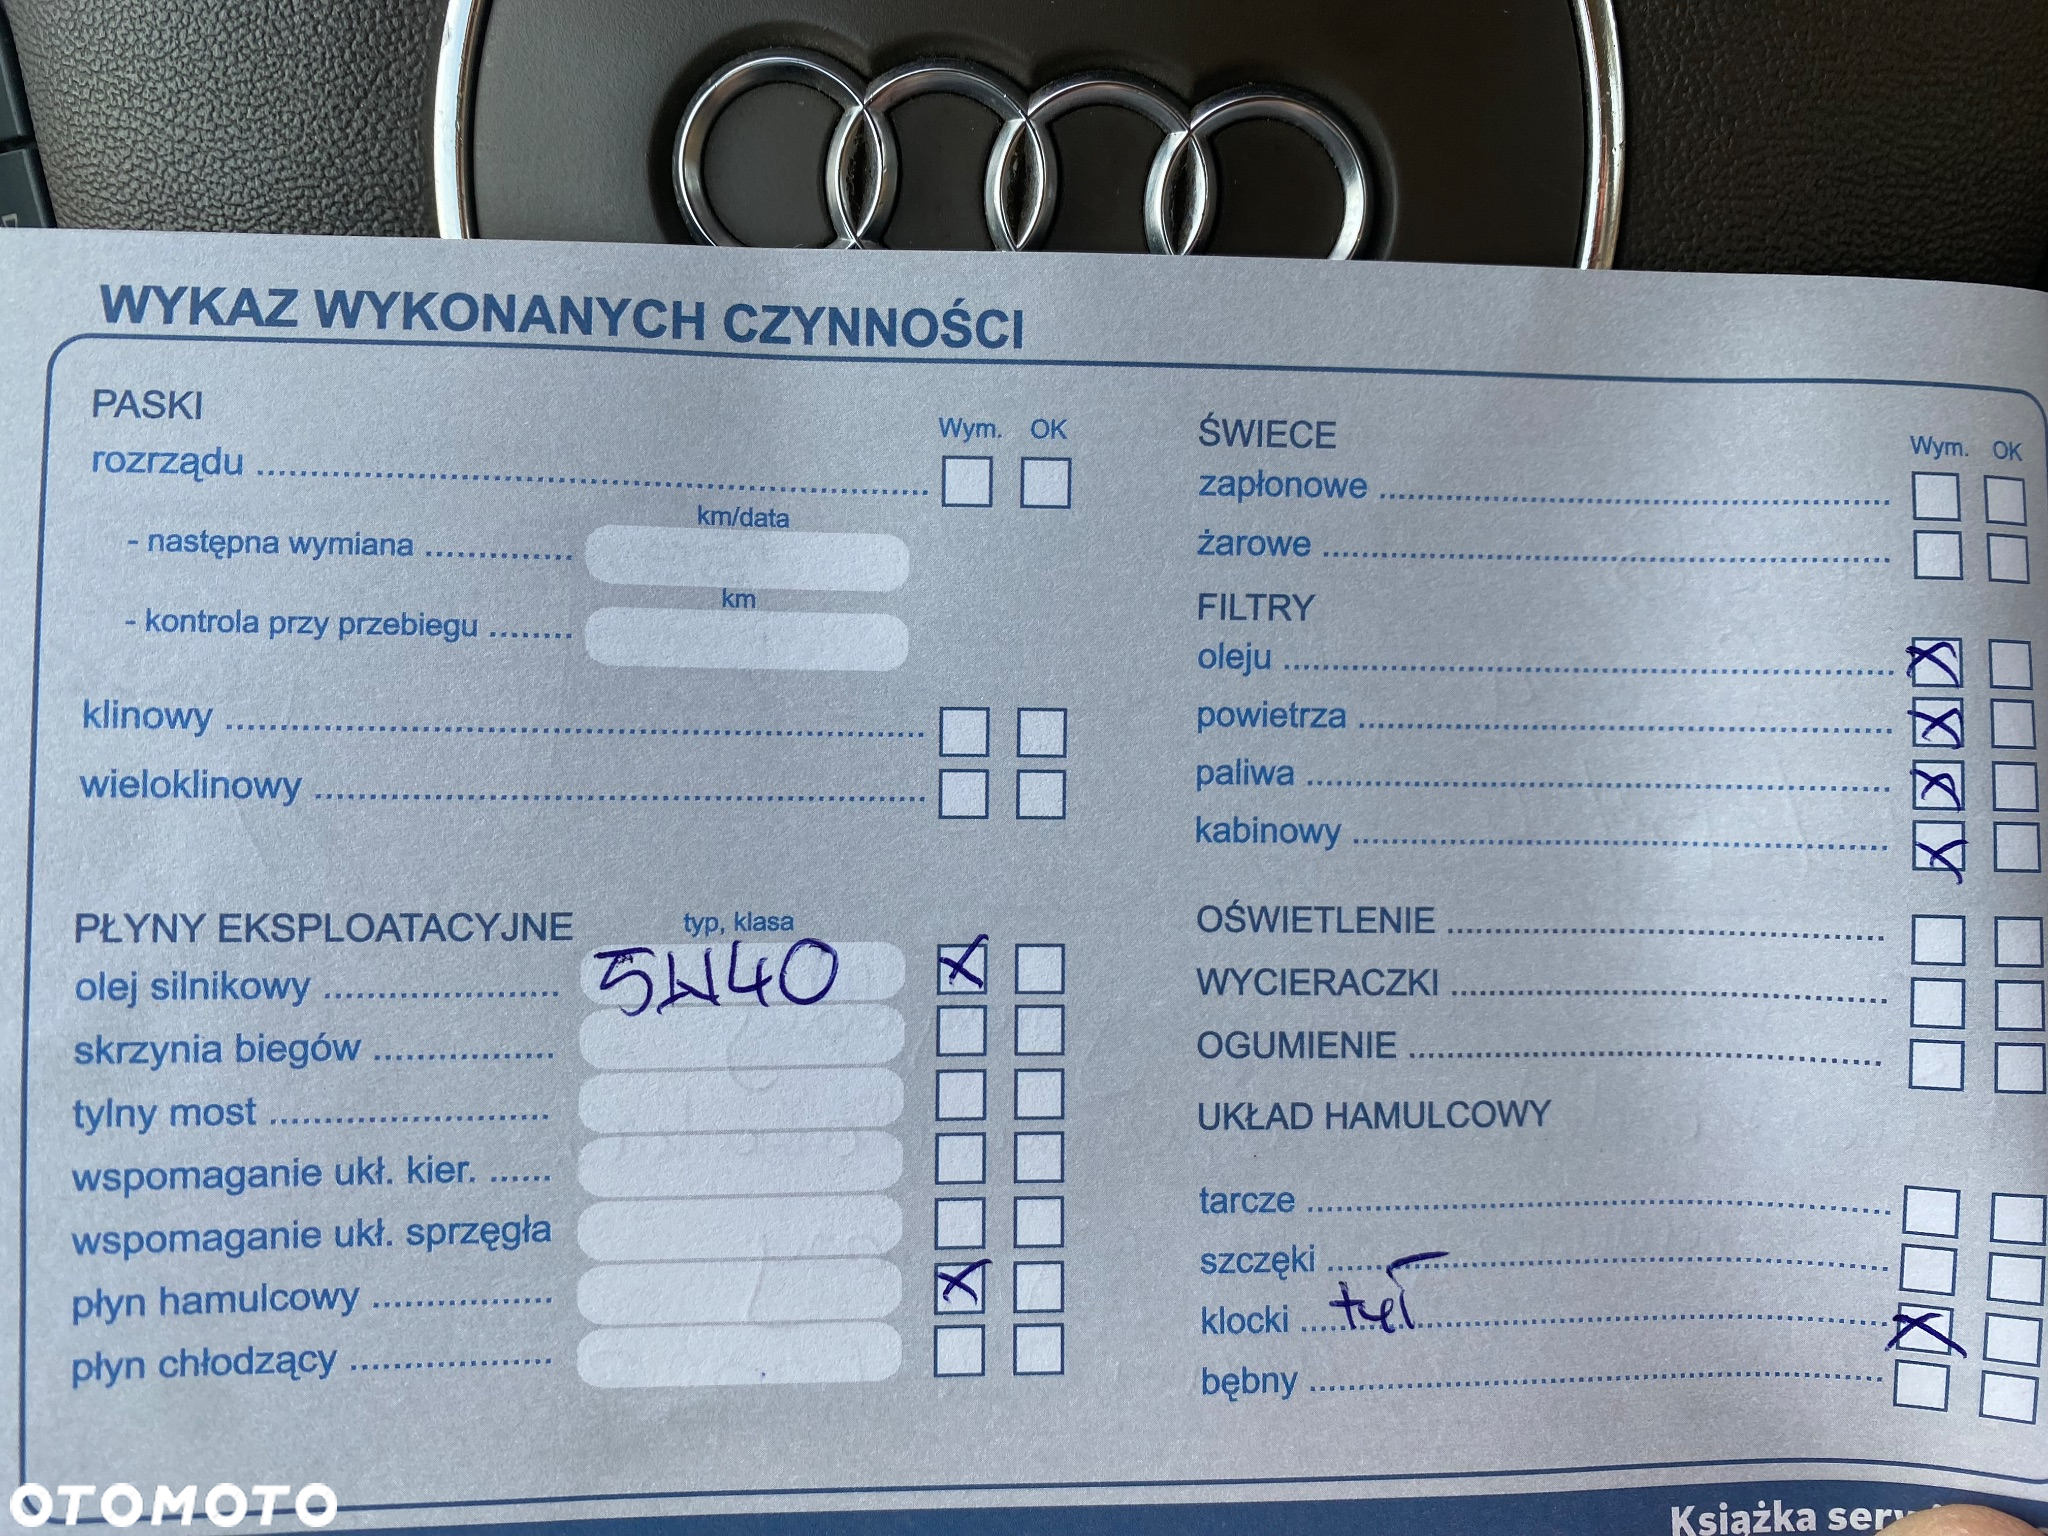 WYKAZ WYKONANYCH CZYNNOŚCI
PASKI
Wym. OK
rozrządu
km/data
- następna wymiana
km
- kontrola przy przebiegu
klinowy
wieloklinowy
PŁYNY EKSPLOATACYJNE typ, klasa
olej silnikowy 5W40 X
skrzynia biegów
tylny most
wspomaganie ukł. kier.
wspomaganie ukł. sprzęgła
płyn hamulcowy X
płyn chłodzący
ŚWIECE
Wym. OK
zapłonowe
żarowe
FILTRY
oleju X
powietrza X
paliwa X
kabinowy X
OŚWIETLENIE
WYCIERACZKI
OGUMIENIE
UKŁAD HAMULCOWY
tarcze
szczęki
klocki tył X
bębny
Książka
OTOMOTO